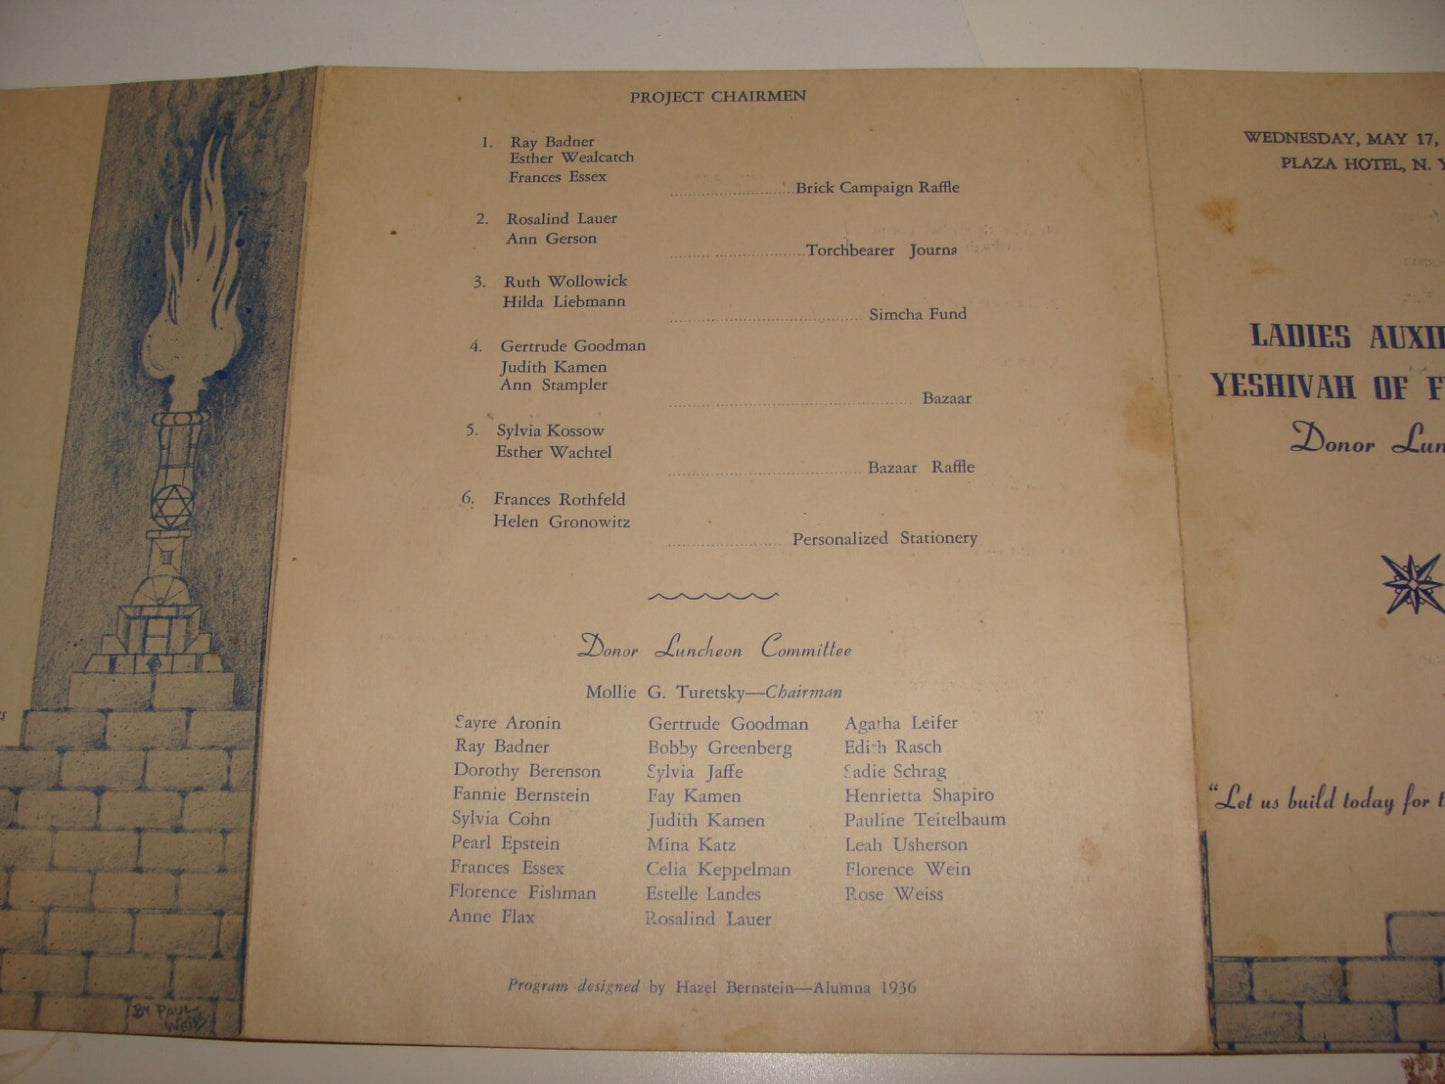 PROJECT CHAIRMEN
1. Ray Badner
Esther Wealcatch
Frances Essex
Brick Campaign Raffle
2. Rosalind Lauer
Ann Gerson
Torchbearer Journa
3. Ruth Wollowick
Hilda Liebmann
Simcha Fund
4. Gertrude Goodman
Judith Kamen
Ann Stampler
Bazaar
5. Sylvia Kossow
Esther Wachtel
Bazaar Raffle
6. Frances Rothfeld
Helen Gronowitz
Personalized Stationery
Donor Luncheon Committee
Mollie G. Turetsky—Chairman
Sayre Aronin
Ray Badner
Dorothy Berenson
Fannie Bernstein
Sylvia Cohn
Pearl Epstein
Frances Essex
Florence Fishman
Anne Flax
Gertrude Goodman
Bobby Greenberg
Sylvia Jaffe
Fay Kamen
Judith Kamen
Mina Katz
Celia Keppelman
Estelle Landes
Rosalind Lauer
Agatha Leifer
Edith Rasch
Sadie Schrag
Henrietta Shapiro
Pauline Teitelbaum
Leah Usherson
Florence Wein
Rose Weiss
Program designed by Hazel Bernstein—Alumna 1936
BY PAUL
WEISS
WEDNESDAY, MAY 17,
PLAZA HOTEL, N. Y
LADIES AUXIL
YESHIVAH OF F
Donor Lun
"Let us build today for t